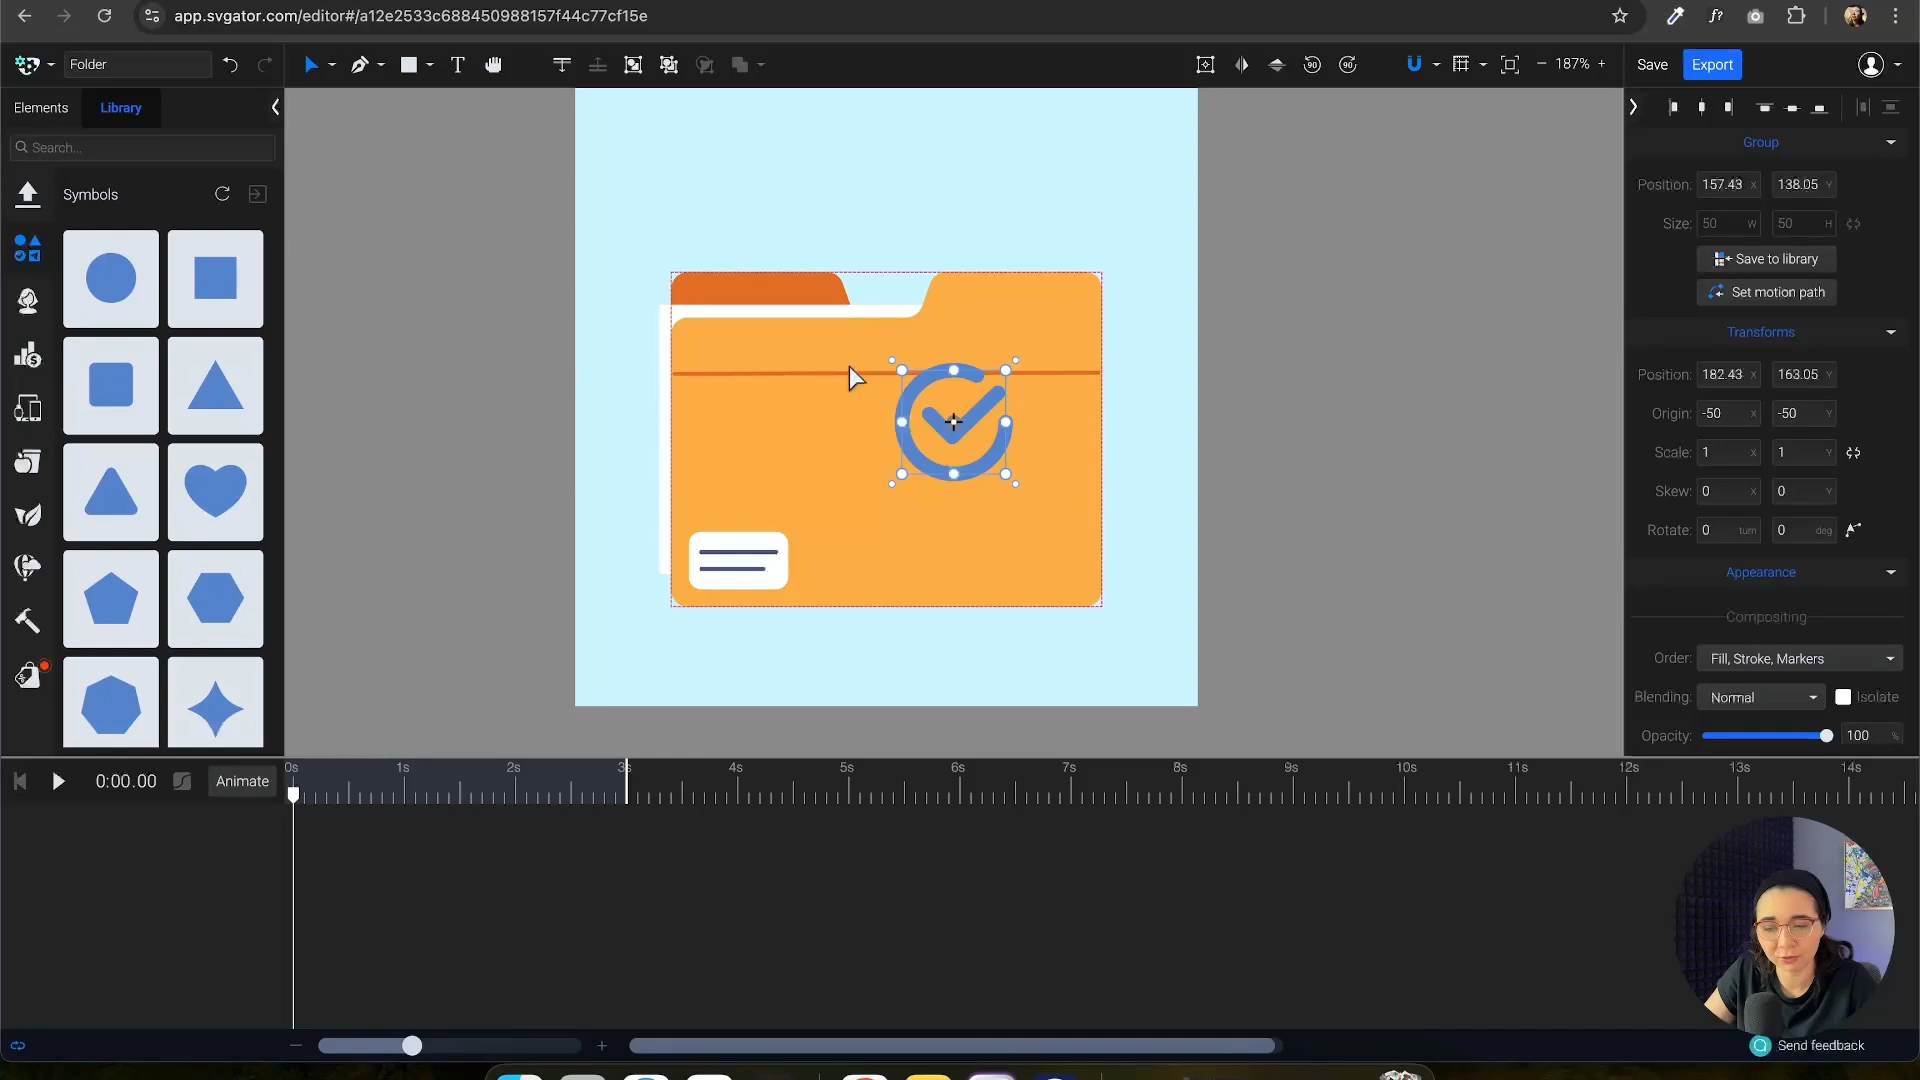 app.svgator.com/editor#/a12e2533c688450988157f44c77cf15e
Folder
T
90
90
187%
Save
Export
Elements
Library
Search...
Symbols
Group
Position:
157.43 X
138.05 Y
Size:
50 W
50 H
Save to library
Set motion path
Transforms
Position:
182.43 X
163.05 Y
Origin:
-50 X
-50 Y
Scale:
1 X
1 Y
Skew:
0 X
0 Y
Rotate:
0 turn
0 deg
Appearance
Compositing
Order:
Fill, Stroke, Markers
Blending:
Normal
Isolate
Opacity:
100 %
0:00.00
Animate
0s
3s
1s
2s
4s
5s
6s
7s
8s
9s
10s
11s
12s
13s
14s
Send feedback